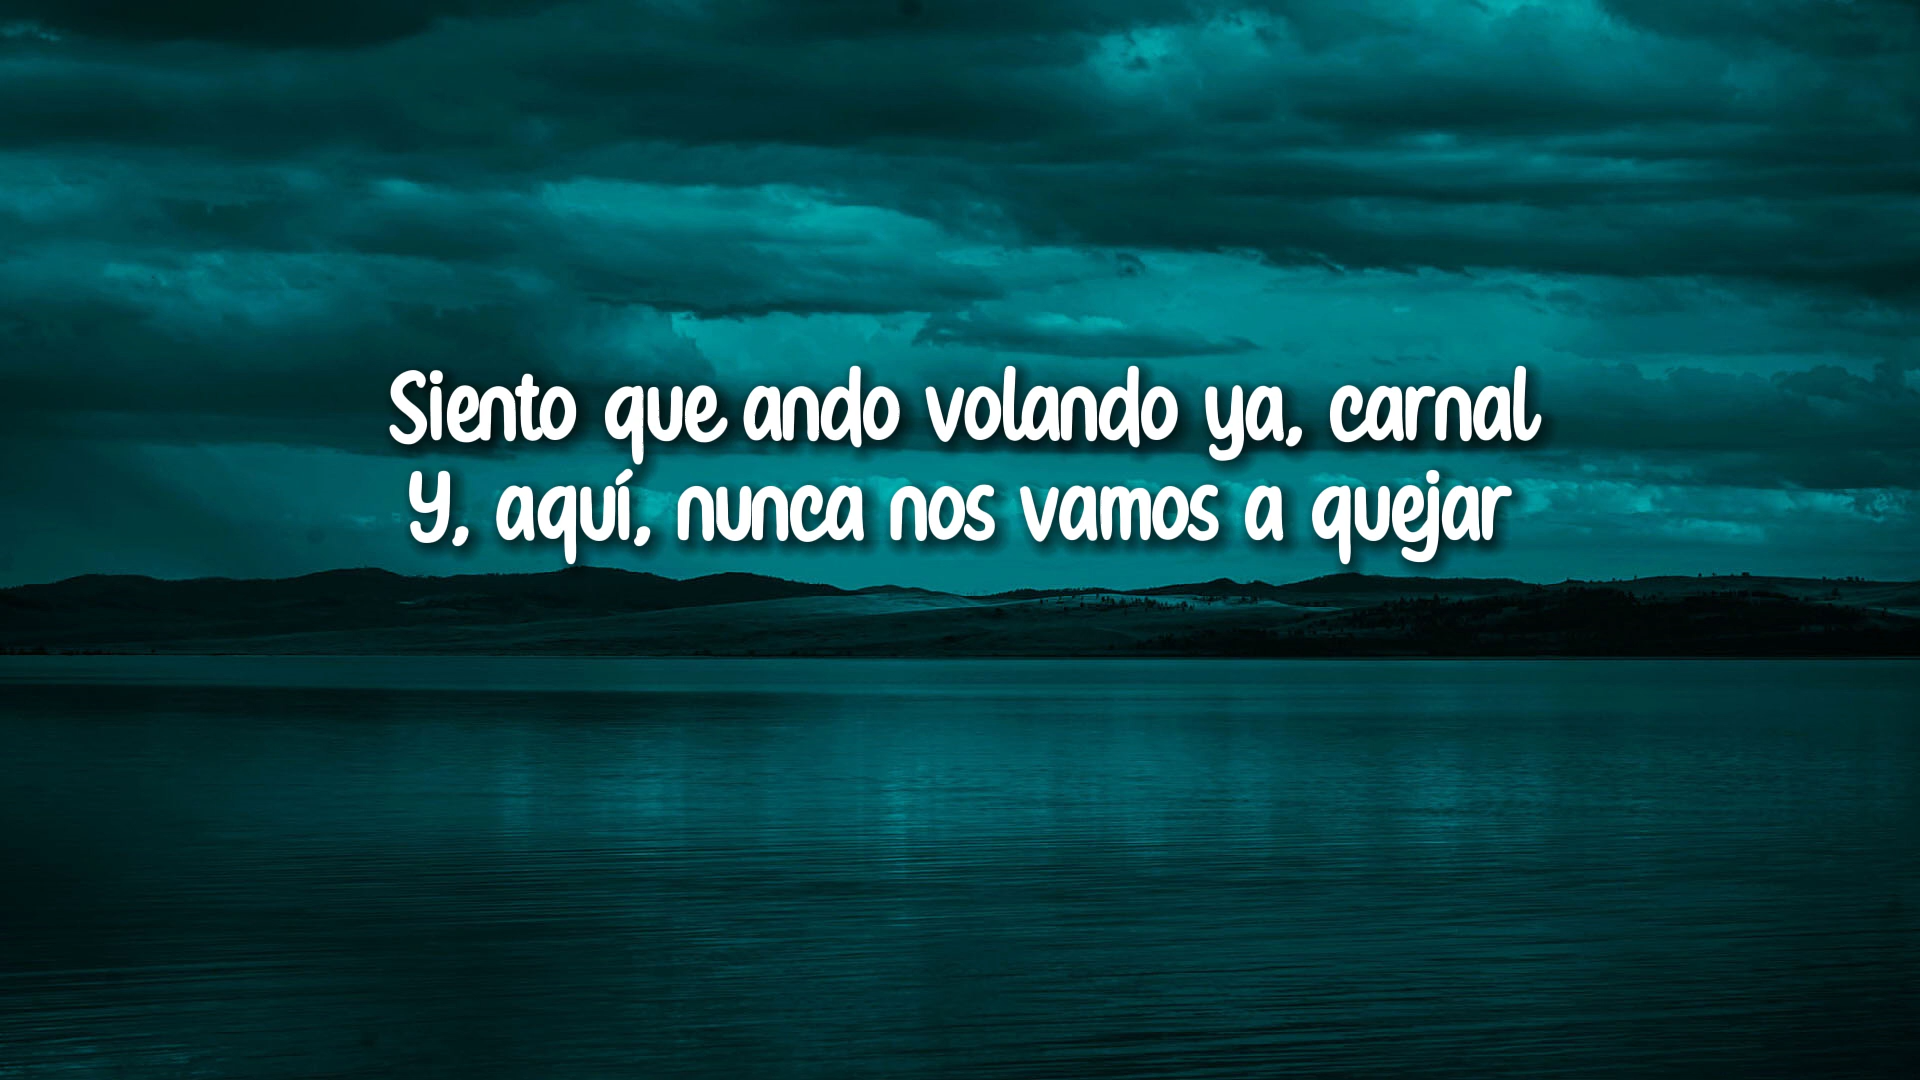 Siento que ando volando ya, carnal
Y, aquí, nunca nos vamos a quejar